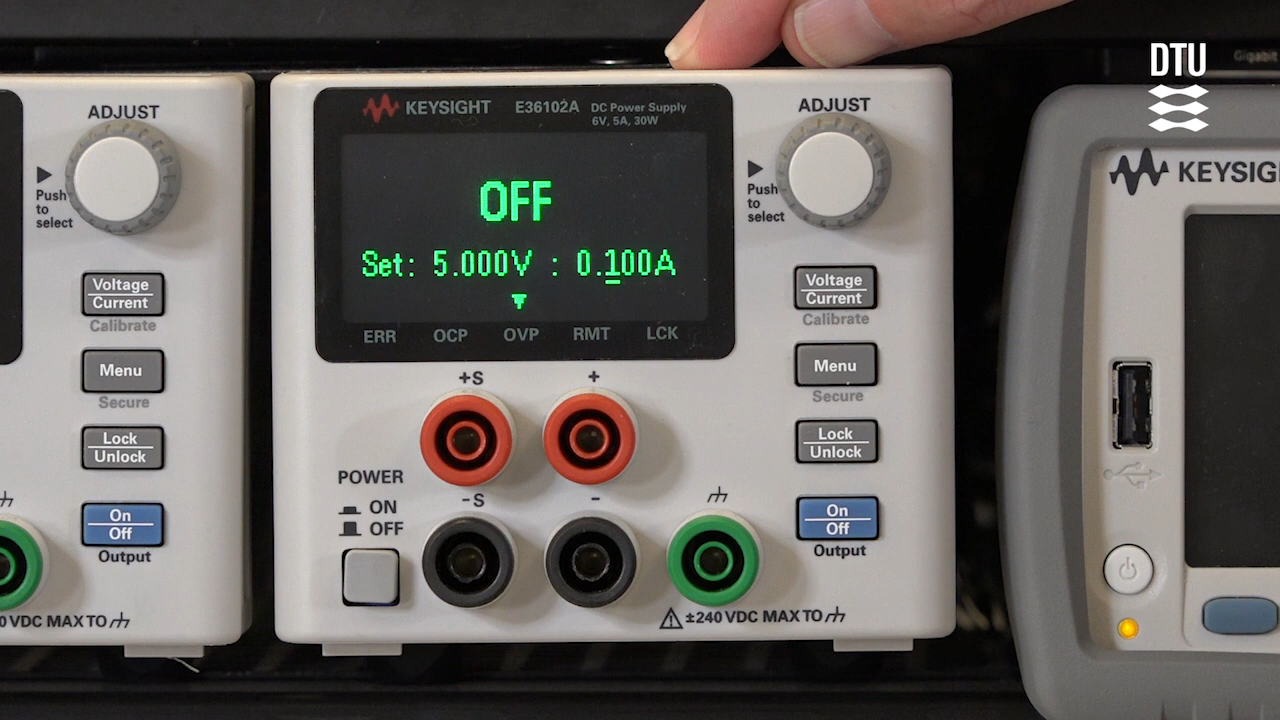 DTU
Gigabit
ADJUST
Push
to
select
Voltage
Current
Calibrate
Menu
Secure
Lock
Unlock
On
Off
Output
0 VDC MAX TO
KEYSIGHT E36102A DC Power Supply
6V, 5A, 30W
OFF
Set: 5.000V : 0.100A
ERR OCP OVP RMT LCK
+S +
POWER
ON
OFF
-S -
±240 VDC MAX TO
ADJUST
Push
to
select
Voltage
Current
Calibrate
Menu
Secure
Lock
Unlock
On
Off
Output
KEYSIG